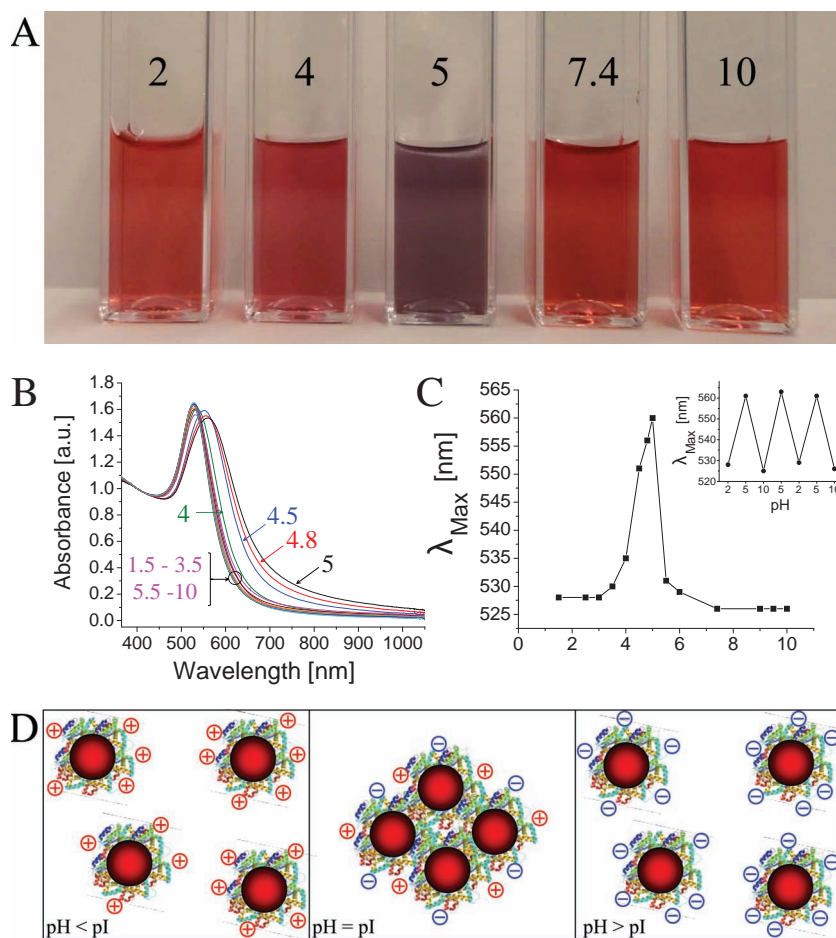 A
2 4 5 7.4 10
B
1.8
1.6
1.4
1.2
1.0
0.8
0.6
0.4
0.2
0.0
Absorbance [a.u.]
4
4.5
4.8
5
1.5 - 3.5
5.5 -10
400 500 600 700 800 900 1000
Wavelength [nm]
C
565
560
555
550
545
540
535
530
525
λMax [nm]
0 2 4 6 8 10
560
550
540
530
520
λMax [nm]
2 5 10 5 2 5 10
pH
D
+ + + + + + + + + + + +
pH < pI
− + − + − + − + − +
pH = pI
− − − − − − − − − − − − − − − − − −
pH > pI